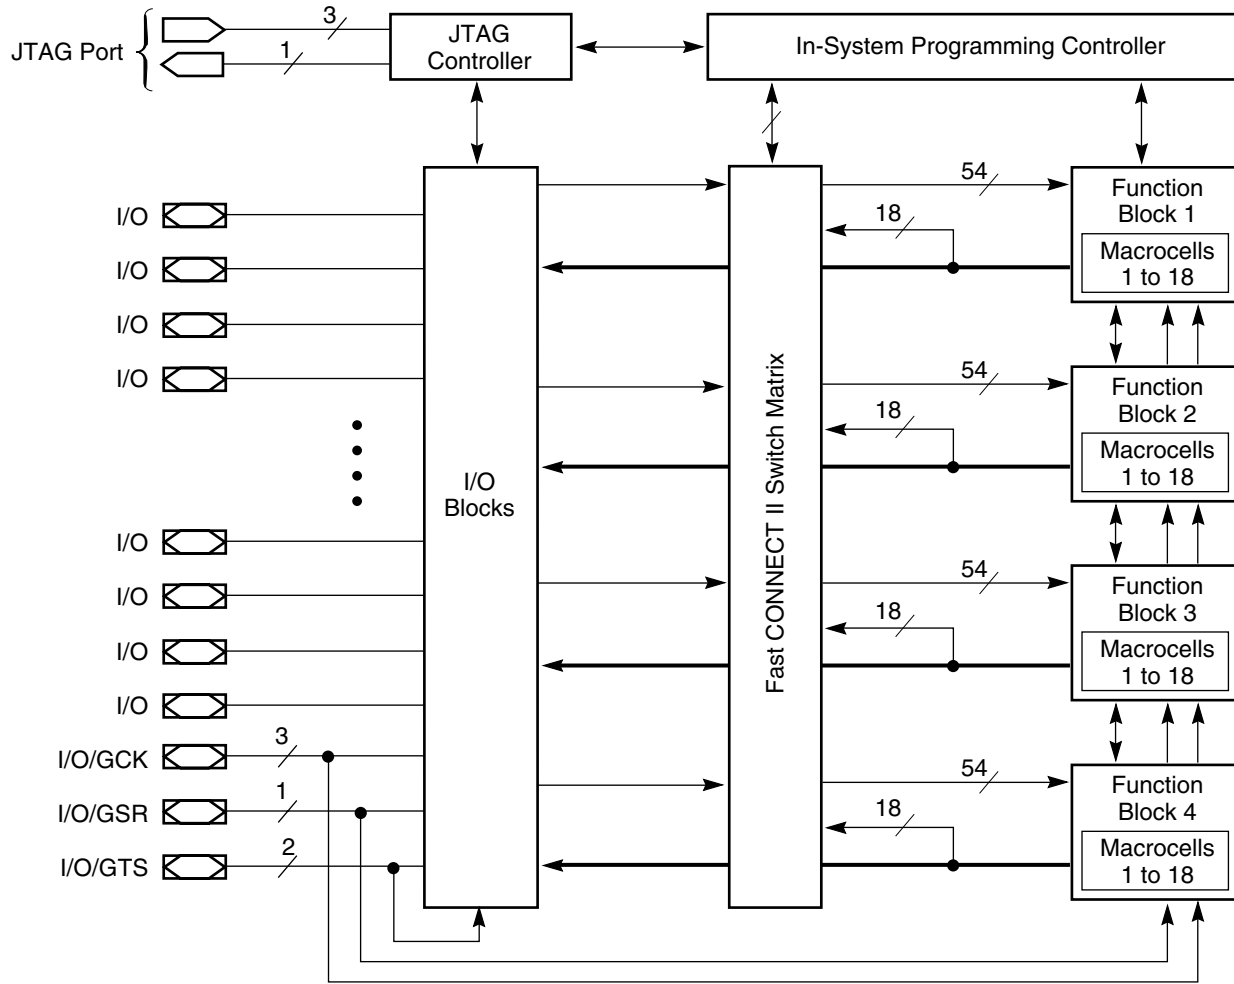 JTAG Port
3
1
JTAG
Controller
In-System Programming Controller
I/O
I/O
I/O
I/O
I/O
I/O
I/O
I/O
I/O/GCK
3
I/O/GSR
1
I/O/GTS
2
I/O
Blocks
Fast CONNECT II Switch Matrix
54
18
Function
Block 1
Macrocells
1 to 18
54
18
Function
Block 2
Macrocells
1 to 18
54
18
Function
Block 3
Macrocells
1 to 18
54
18
Function
Block 4
Macrocells
1 to 18